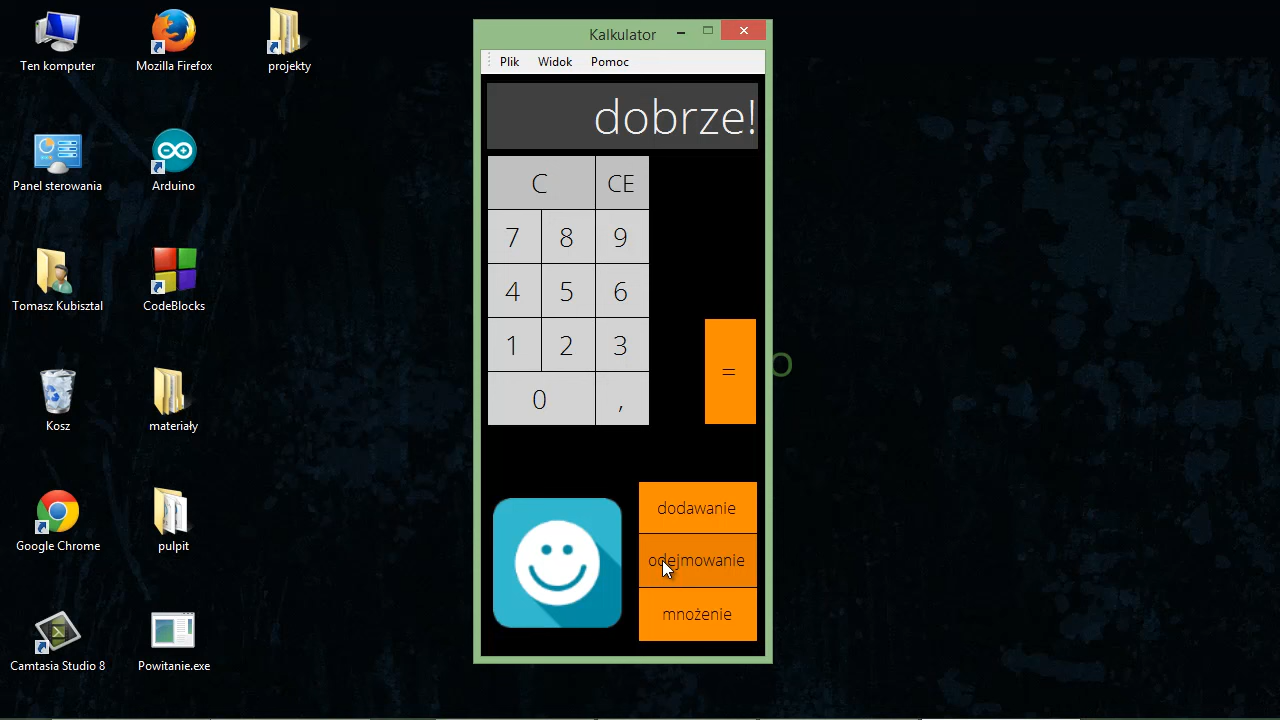 Ten komputer
Mozilla Firefox
projekty
Panel sterowania
Arduino
Tomasz Kubisztal
CodeBlocks
Kosz
materiały
Google Chrome
pulpit
Camtasia Studio 8
Powitanie.exe
Kalkulator
Plik Widok Pomoc
dobrze!
C CE
7 8 9
4 5 6
1 2 3
0 ,
=
dodawanie
odejmowanie
mnożenie
o